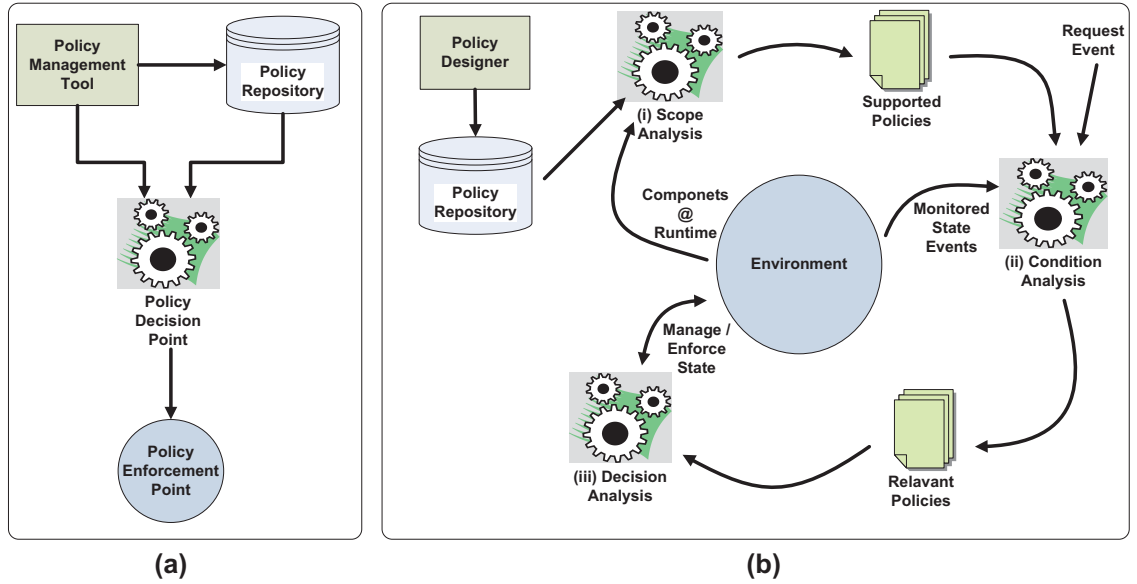 Policy
Management
Tool
Policy
Repository
Policy
Decision
Point
Policy
Enforcement
Point
(a)
Policy
Designer
Policy
Repository
(i) Scope
Analysis
Supported
Policies
Request
Event
Componets
@
Runtime
Environment
Monitored
State
Events
(ii) Condition
Analysis
Manage /
Enforce
State
(iii) Decision
Analysis
Relavant
Policies
(b)